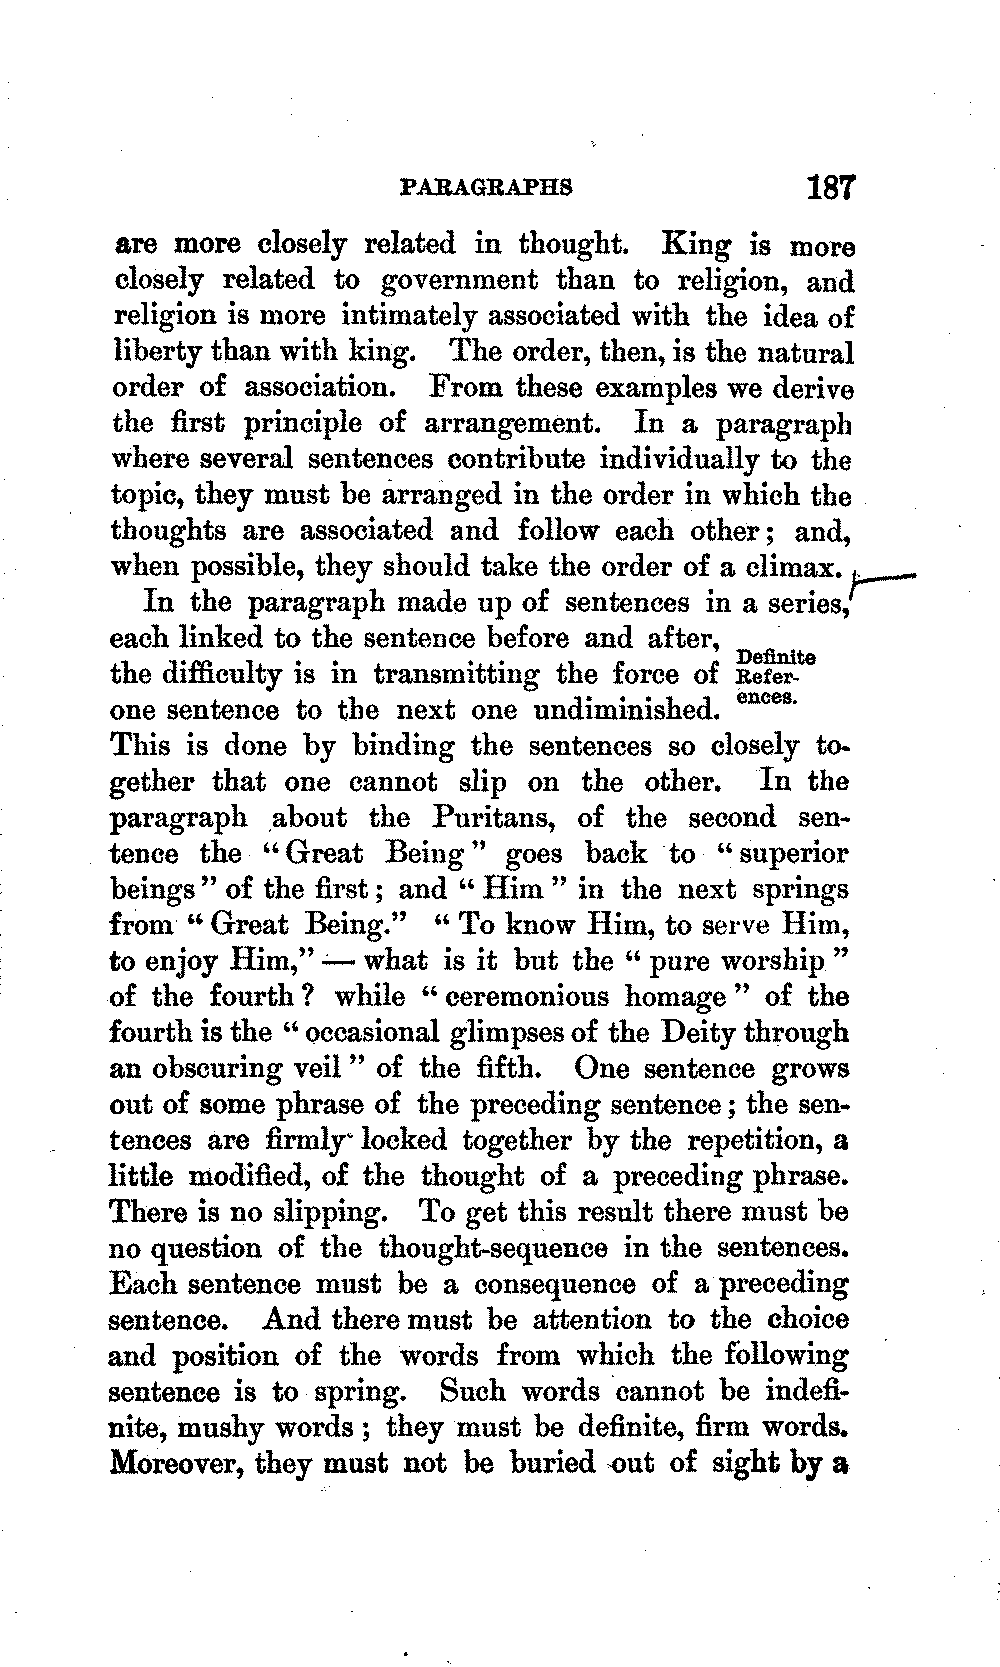 PARAGRAPHS 187
are more closely related in thought. King is more
closely related to government than to religion, and
religion is more intimately associated with the idea of
liberty than with king. The order, then, is the natural
order of association. From these examples we derive
the first principle of arrangement. In a paragraph
where several sentences contribute individually to the
topic, they must be arranged in the order in which the
thoughts are associated and follow each other; and,
when possible, they should take the order of a climax.
In the paragraph made up of sentences in a series,
each linked to the sentence before and after,
the difficulty is in transmitting the force of
one sentence to the next one undiminished.
Definite
Refer-
ences.
This is done by binding the sentences so closely to-
gether that one cannot slip on the other. In the
paragraph about the Puritans, of the second sen-
tence the “Great Being” goes back to “superior
beings” of the first; and “Him” in the next springs
from “Great Being.” “To know Him, to serve Him,
to enjoy Him,” — what is it but the “pure worship”
of the fourth? while “ceremonious homage” of the
fourth is the “occasional glimpses of the Deity through
an obscuring veil” of the fifth. One sentence grows
out of some phrase of the preceding sentence; the sen-
tences are firmly locked together by the repetition, a
little modified, of the thought of a preceding phrase.
There is no slipping. To get this result there must be
no question of the thought-sequence in the sentences.
Each sentence must be a consequence of a preceding
sentence. And there must be attention to the choice
and position of the words from which the following
sentence is to spring. Such words cannot be indefi-
nite, mushy words; they must be definite, firm words.
Moreover, they must not be buried out of sight by a